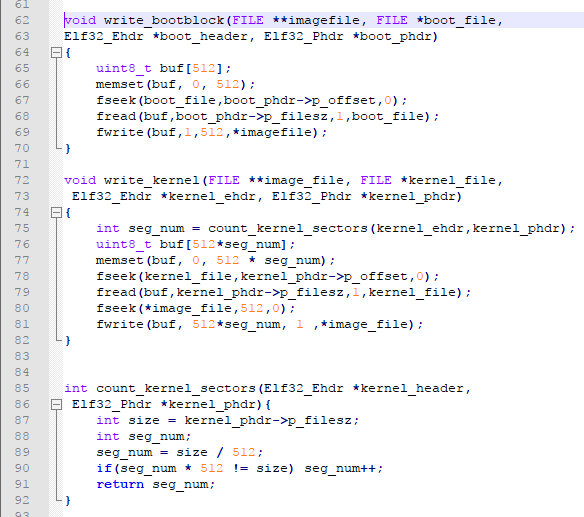 61
62 void write_bootblock(FILE **imagefile, FILE *boot_file,
63 Elf32_Ehdr *boot_header, Elf32_Phdr *boot_phdr)
64 {
65     uint8_t buf[512];
66     memset(buf, 0, 512);
67     fseek(boot_file,boot_phdr->p_offset,0);
68     fread(buf,boot_phdr->p_filesz,1,boot_file);
69     fwrite(buf,1,512,*imagefile);
70 }
71
72 void write_kernel(FILE **image_file, FILE *kernel_file,
73  Elf32_Ehdr *kernel_ehdr, Elf32_Phdr *kernel_phdr)
74 {
75     int seg_num = count_kernel_sectors(kernel_ehdr,kernel_phdr);
76     uint8_t buf[512*seg_num];
77     memset(buf, 0, 512 * seg_num);
78     fseek(kernel_file,kernel_phdr->p_offset,0);
79     fread(buf,kernel_phdr->p_filesz,1,kernel_file);
80     fseek(*image_file,512,0);
81     fwrite(buf, 512*seg_num, 1 ,*image_file);
82 }
83
84
85 int count_kernel_sectors(Elf32_Ehdr *kernel_header,
86  Elf32_Phdr *kernel_phdr){
87     int size = kernel_phdr->p_filesz;
88     int seg_num;
89     seg_num = size / 512;
90     if(seg_num * 512 != size) seg_num++;
91     return seg_num;
92 }
93